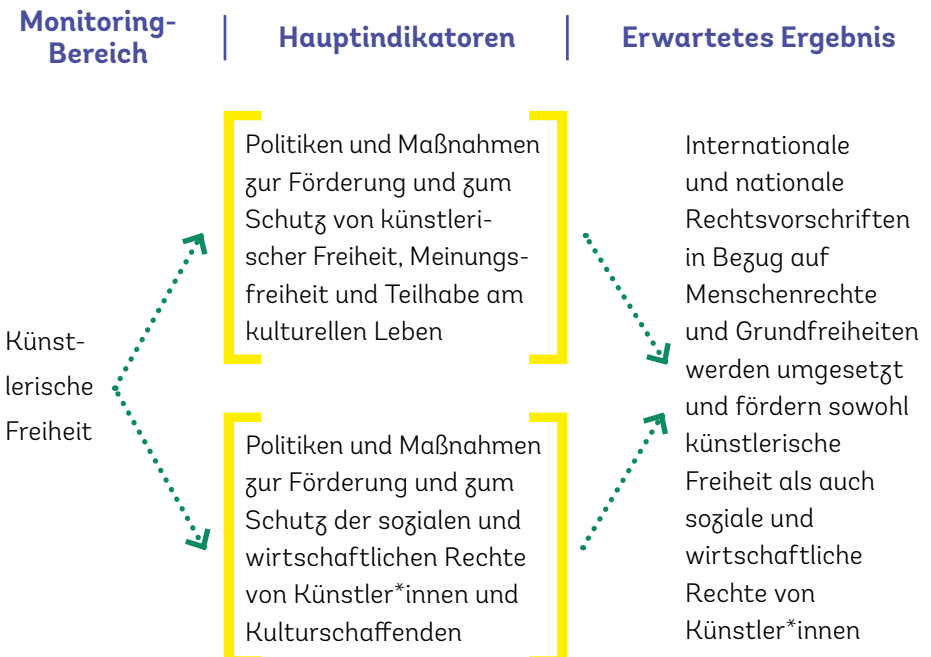 Monitoring-
Bereich
Hauptindikatoren
Erwartetes Ergebnis
Künst-
lerische
Freiheit
Politiken und Maßnahmen
zur Förderung und zum
Schutz von künstleri-
scher Freiheit, Meinungs-
freiheit und Teilhabe am
kulturellen Leben
Politiken und Maßnahmen
zur Förderung und zum
Schutz der sozialen und
wirtschaftlichen Rechte
von Künstler*innen und
Kulturschaffenden
Internationale
und nationale
Rechtsvorschriften
in Bezug auf
Menschenrechte
und Grundfreiheiten
werden umgesetzt
und fördern sowohl
künstlerische
Freiheit als auch
soziale und
wirtschaftliche
Rechte von
Künstler*innen